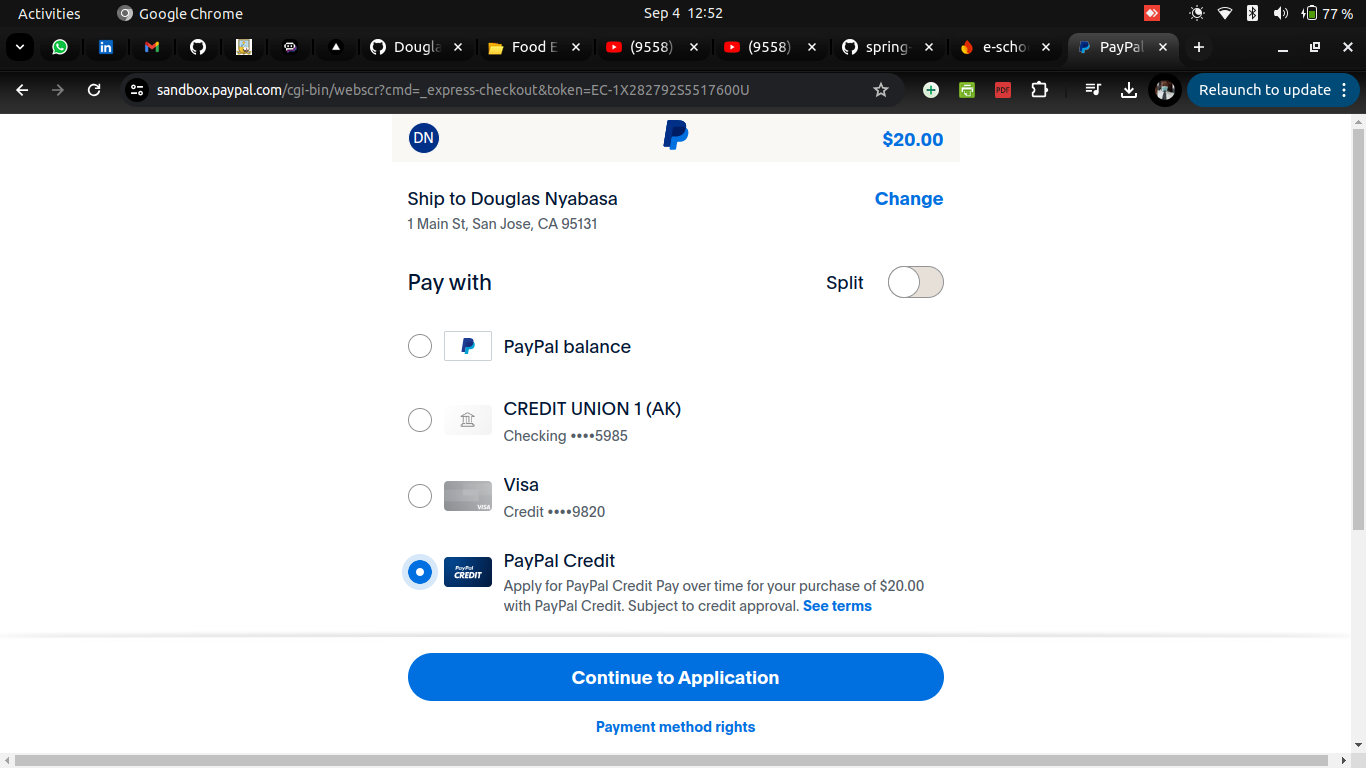 Activities
Google Chrome
Sep 4 12:52
77 %
Dougla
Food E
(9558)
(9558)
spring-
e-scho
PayPal
sandbox.paypal.com/cgi-bin/webscr?cmd=_express-checkout&token=EC-1X282792S5517600U
PDF
Relaunch to update
DN
$20.00
Ship to Douglas Nyabasa
Change
1 Main St, San Jose, CA 95131
Pay with
Split
PayPal balance
CREDIT UNION 1 (AK)
Checking ••••5985
Visa
VISA
Credit ••••9820
PayPal Credit
PayPal
CREDIT
Apply for PayPal Credit Pay over time for your purchase of $20.00
with PayPal Credit. Subject to credit approval. See terms
Continue to Application
Payment method rights